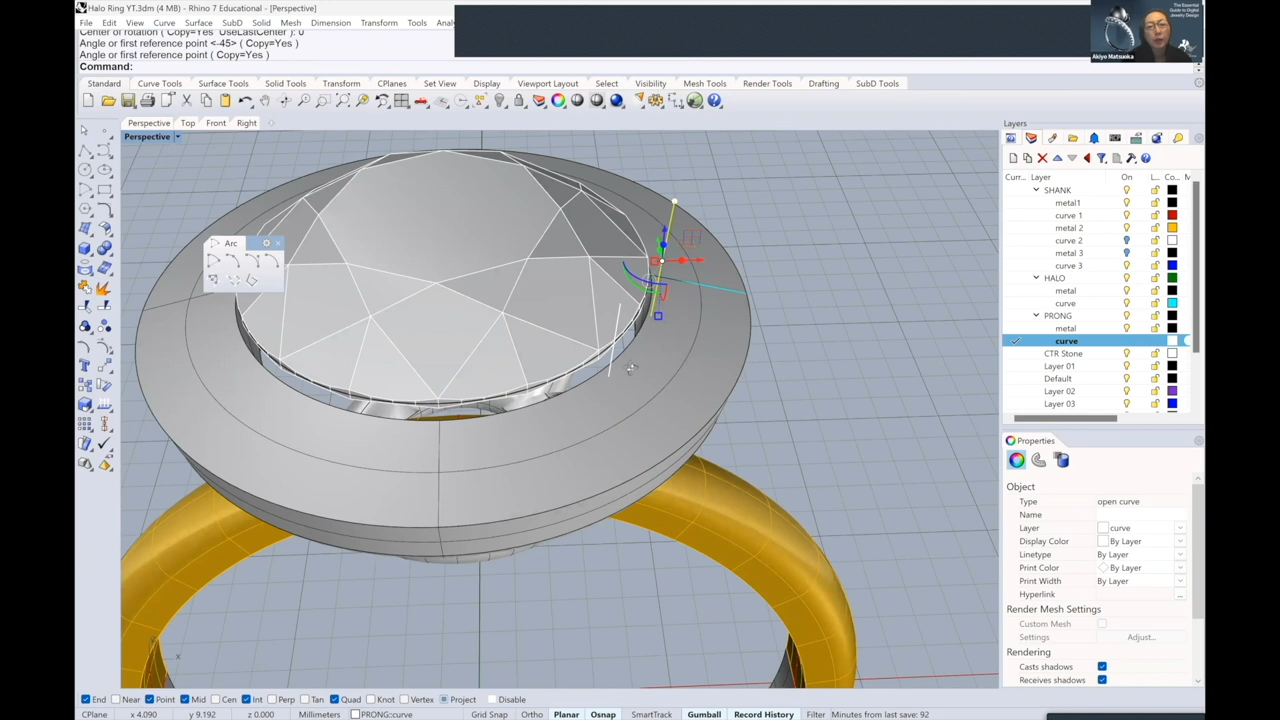 Halo Ring YT.3dm (4 MB) - Rhino 7 Educational - [Perspective]
File Edit View Curve Surface SubD Solid Mesh Dimension Transform Tools
Center of rotation ( Copy=Yes UseLastCenter ): 0
Angle or first reference point <-45> ( Copy=Yes )
Angle or first reference point ( Copy=Yes )
Command:
The Essential
Guide to Digital
Jewelry Design
Akiyo Matsuoka
Standard Curve Tools Surface Tools Solid Tools Transform CPlanes Set View Display Viewport Layout Select Visibility Mesh Tools Render Tools Drafting SubD Tools
Perspective Top Front Right
Perspective
Arc
Layers
Curr... Layer On L... Co... M
SHANK
metal1
curve 1
metal 2
curve 2
metal 3
curve 3
HALO
metal
curve
PRONG
metal
curve
CTR Stone
Layer 01
Default
Layer 02
Layer 03
Properties
Object
Type open curve
Name
Layer curve
Display Color By Layer
Linetype By Layer
Print Color By Layer
Print Width By Layer
Hyperlink ...
Render Mesh Settings
Custom Mesh
Settings Adjust...
Rendering
Casts shadows
Receives shadows
x
End Near Point Mid Cen Int Perp Tan Quad Knot Vertex Project Disable
CPlane x 4.090 y 9.192 z 0.000 Millimeters PRONG::curve Grid Snap Ortho Planar Osnap SmartTrack Gumball Record History Filter Minutes from last save: 92